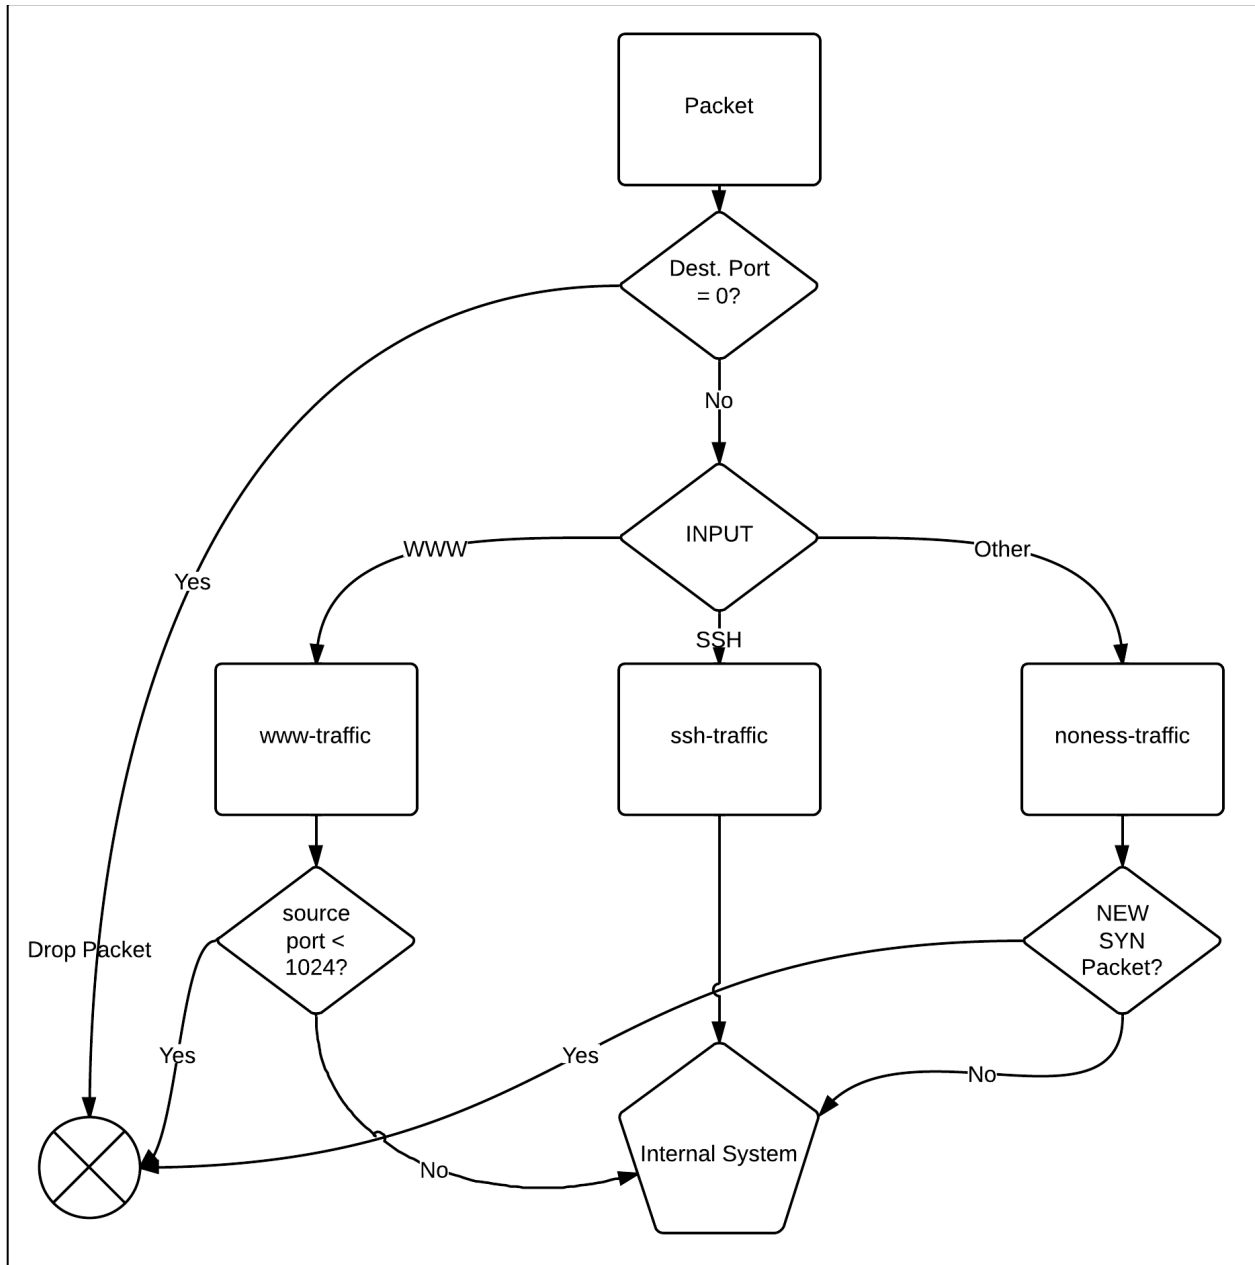 Packet
Dest. Port
= 0?
No
INPUT
WWW
Other
Yes
SSH
www-traffic
ssh-traffic
noness-traffic
source
port <
1024?
NEW
SYN
Packet?
Drop Packet
Yes
Yes
No
No
Internal System